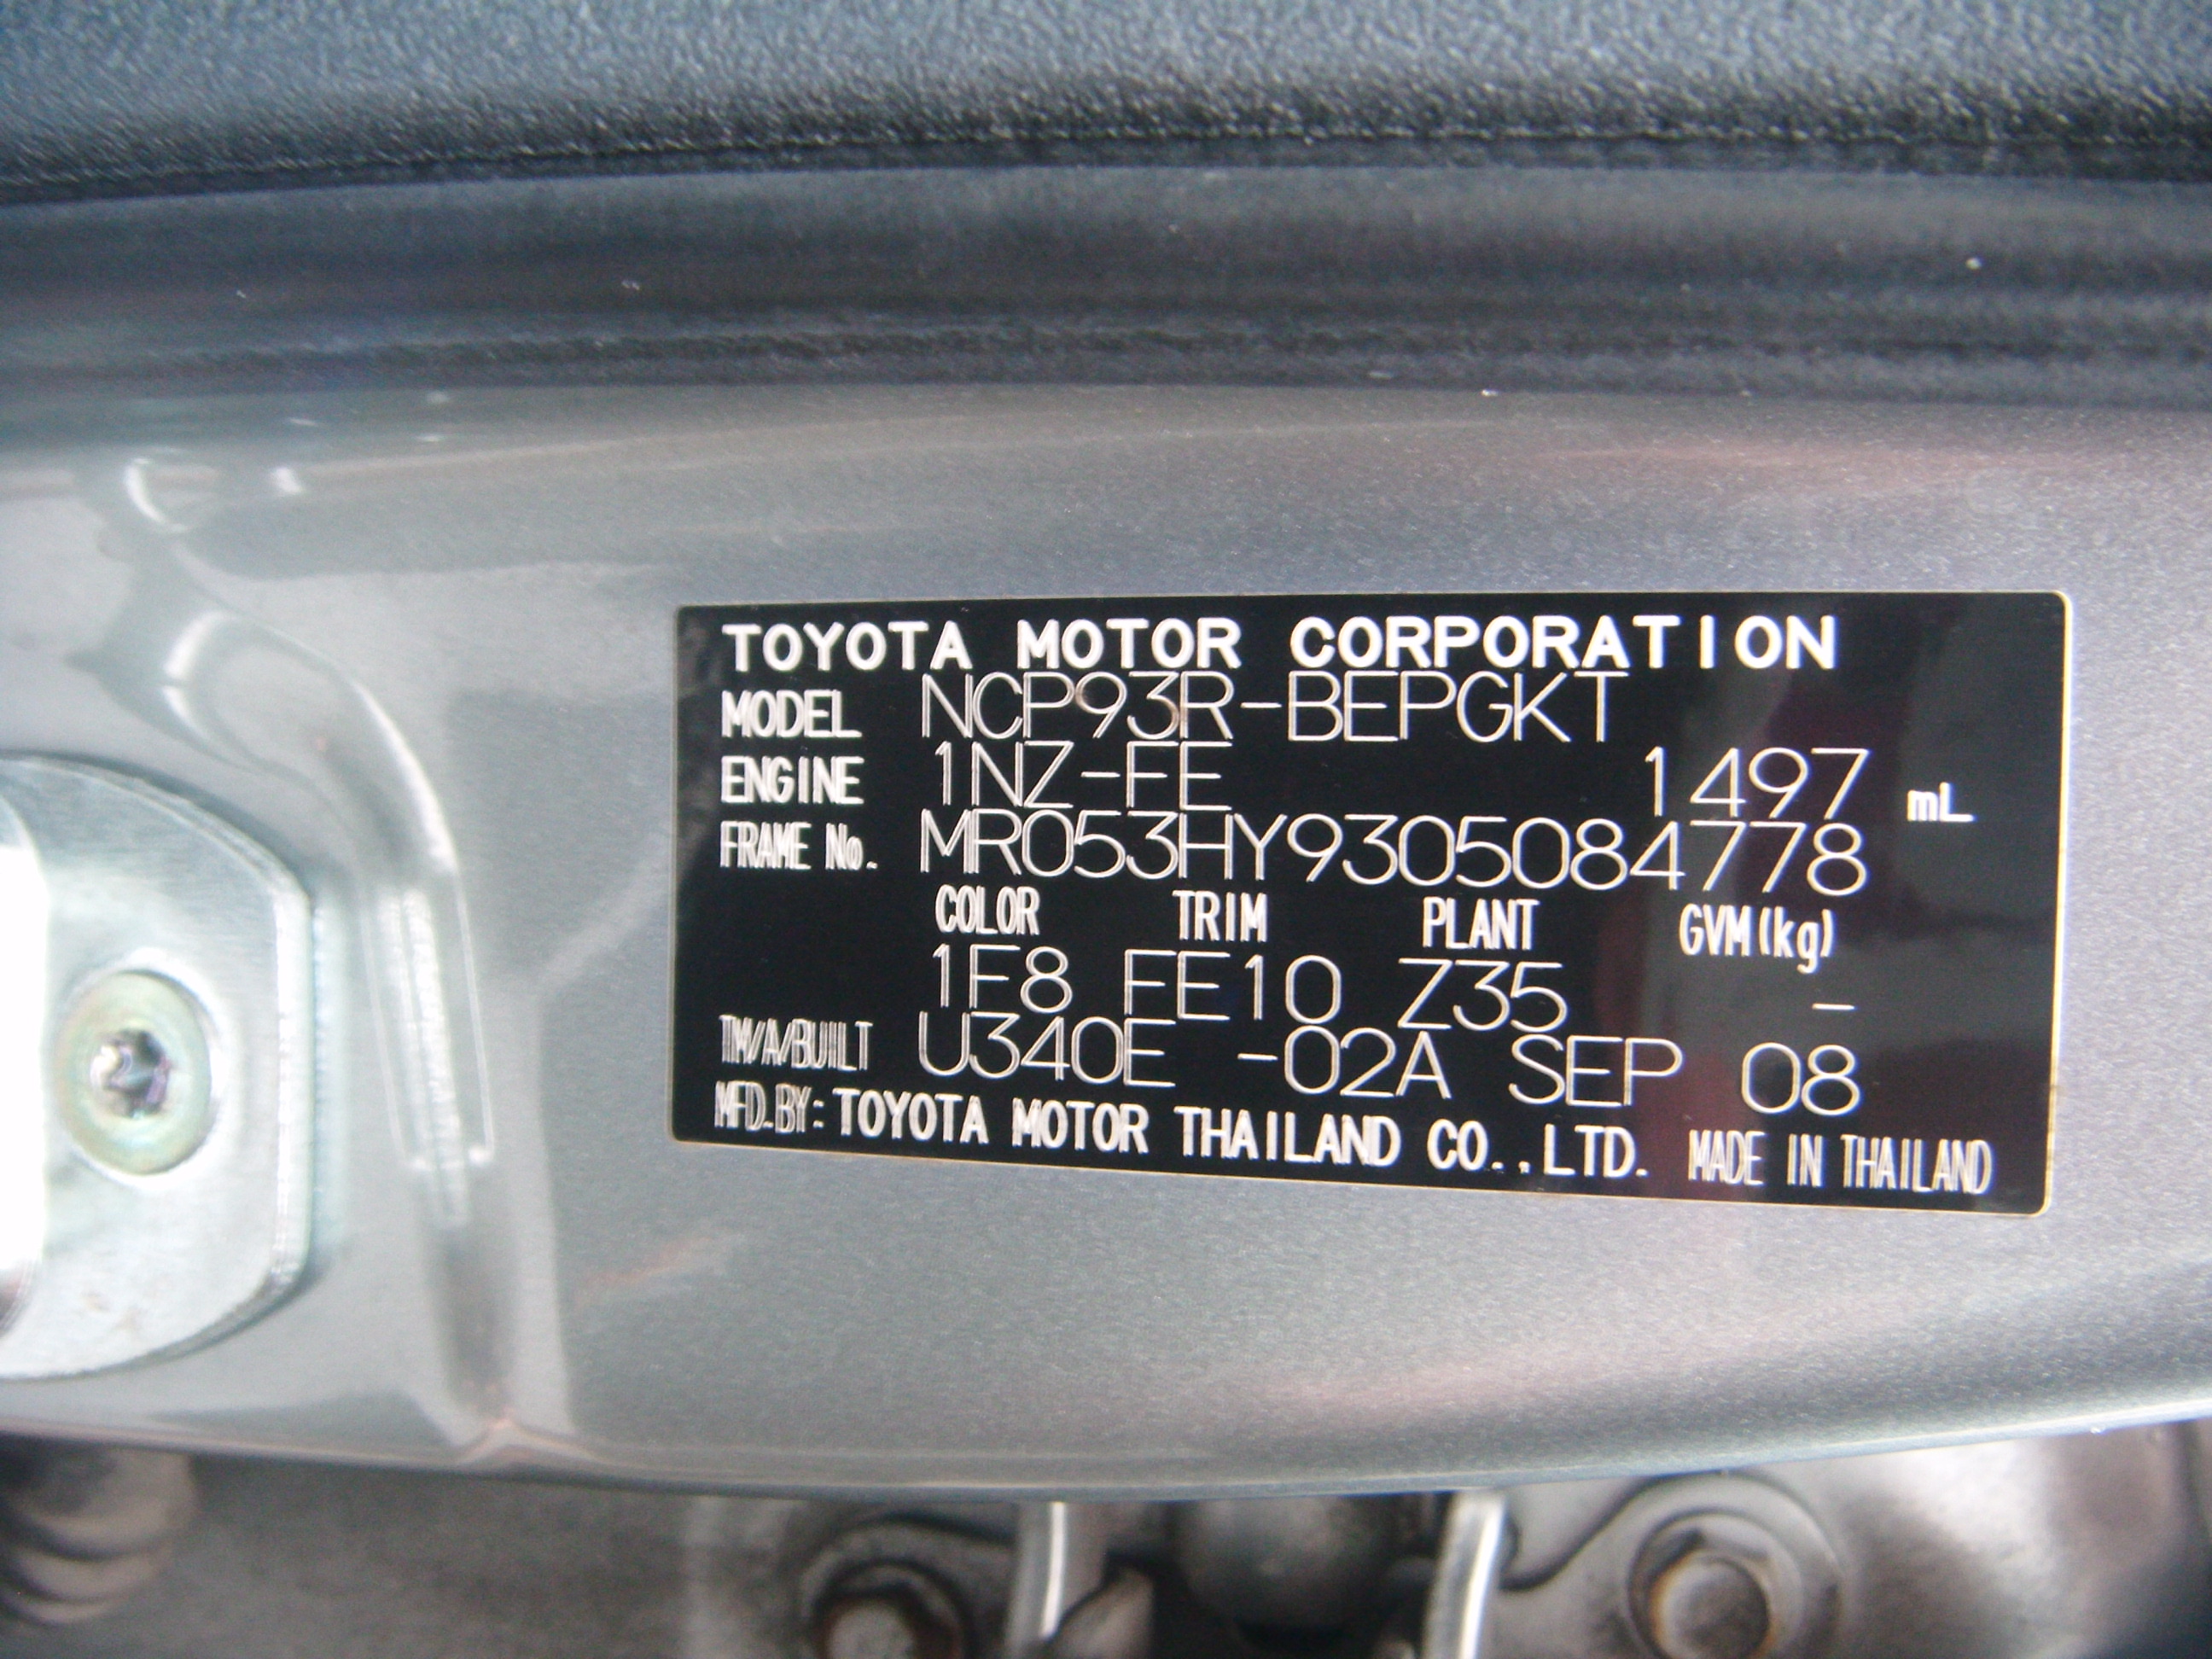 TOYOTA MOTOR CORPORATION
MODEL NCP93R-BEPGKT
ENGINE 1NZ-FE 1497 mL
FRAME No. MR053HY9305084778
COLOR TRIM PLANT GVM(kg)
1F8 FE10 Z35 -
TM/A/BUILT U340E -02A SEP 08
MFD.BY: TOYOTA MOTOR THAILAND CO.,LTD. MADE IN THAILAND